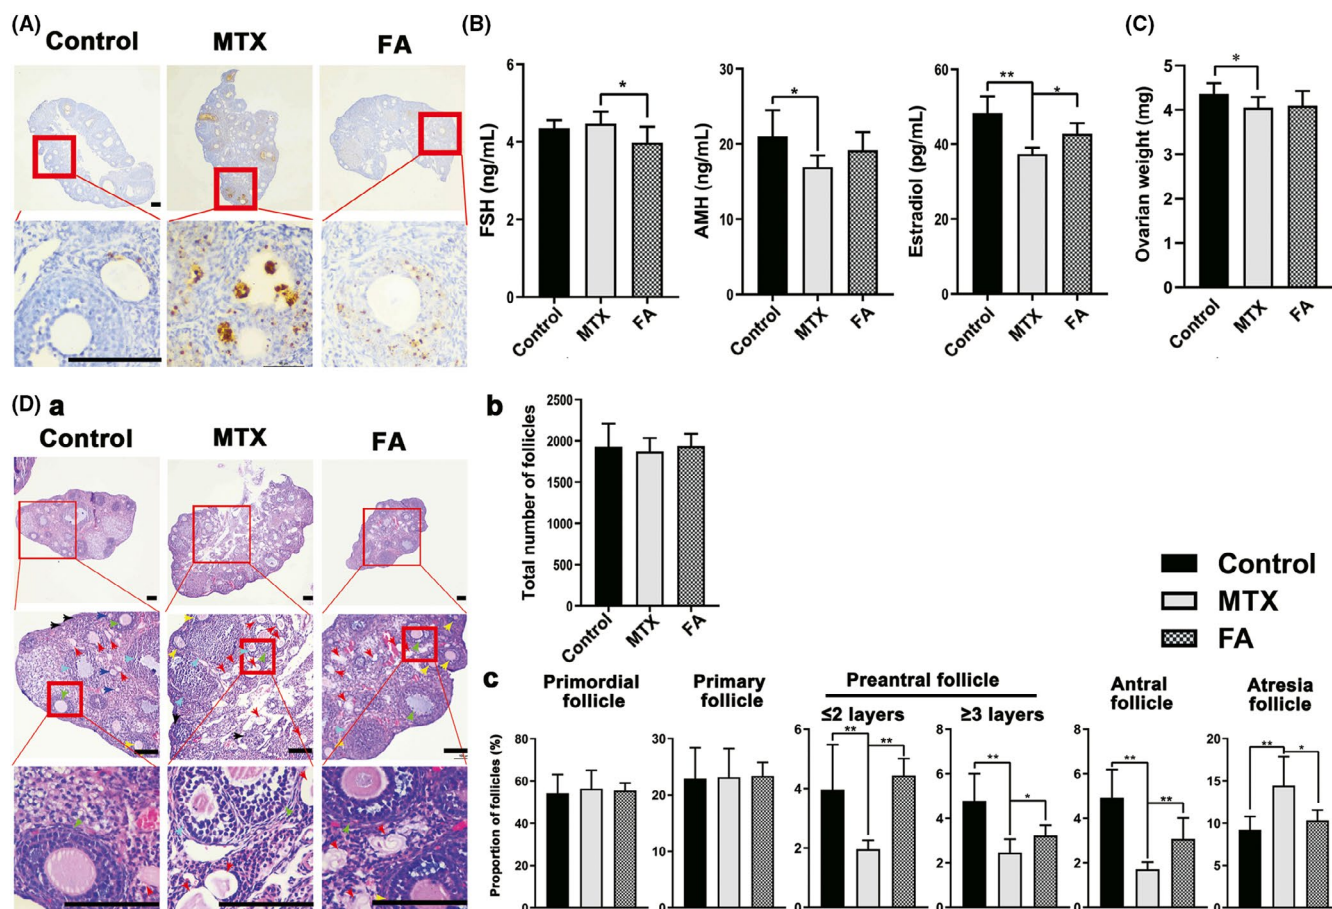 (A)
Control MTX FA
(B)
FSH (ng/mL)
6
4
2
0
Control MTX FA
*
AMH (ng/mL)
30
20
10
0
Control MTX FA
*
Estradiol (pg/mL)
60
40
20
0
Control MTX FA
** *
(C)
Ovarian weight (mg)
5
4
3
2
1
0
Control MTX FA
*
(D) a
Control MTX FA
b
Total number of follicles
2500
2000
1500
1000
500
0
Control MTX FA
Control
MTX
FA
c
Proportion of follicles (%)
Primordial
follicle
80
60
40
20
0
Primary
follicle
30
20
10
0
Preantral follicle
≤2 layers
6
4
2
0
** **
≥3 layers
8
6
4
2
0
** *
Antral
follicle
8
6
4
2
0
** **
Atresia
follicle
20
15
10
5
0
** *